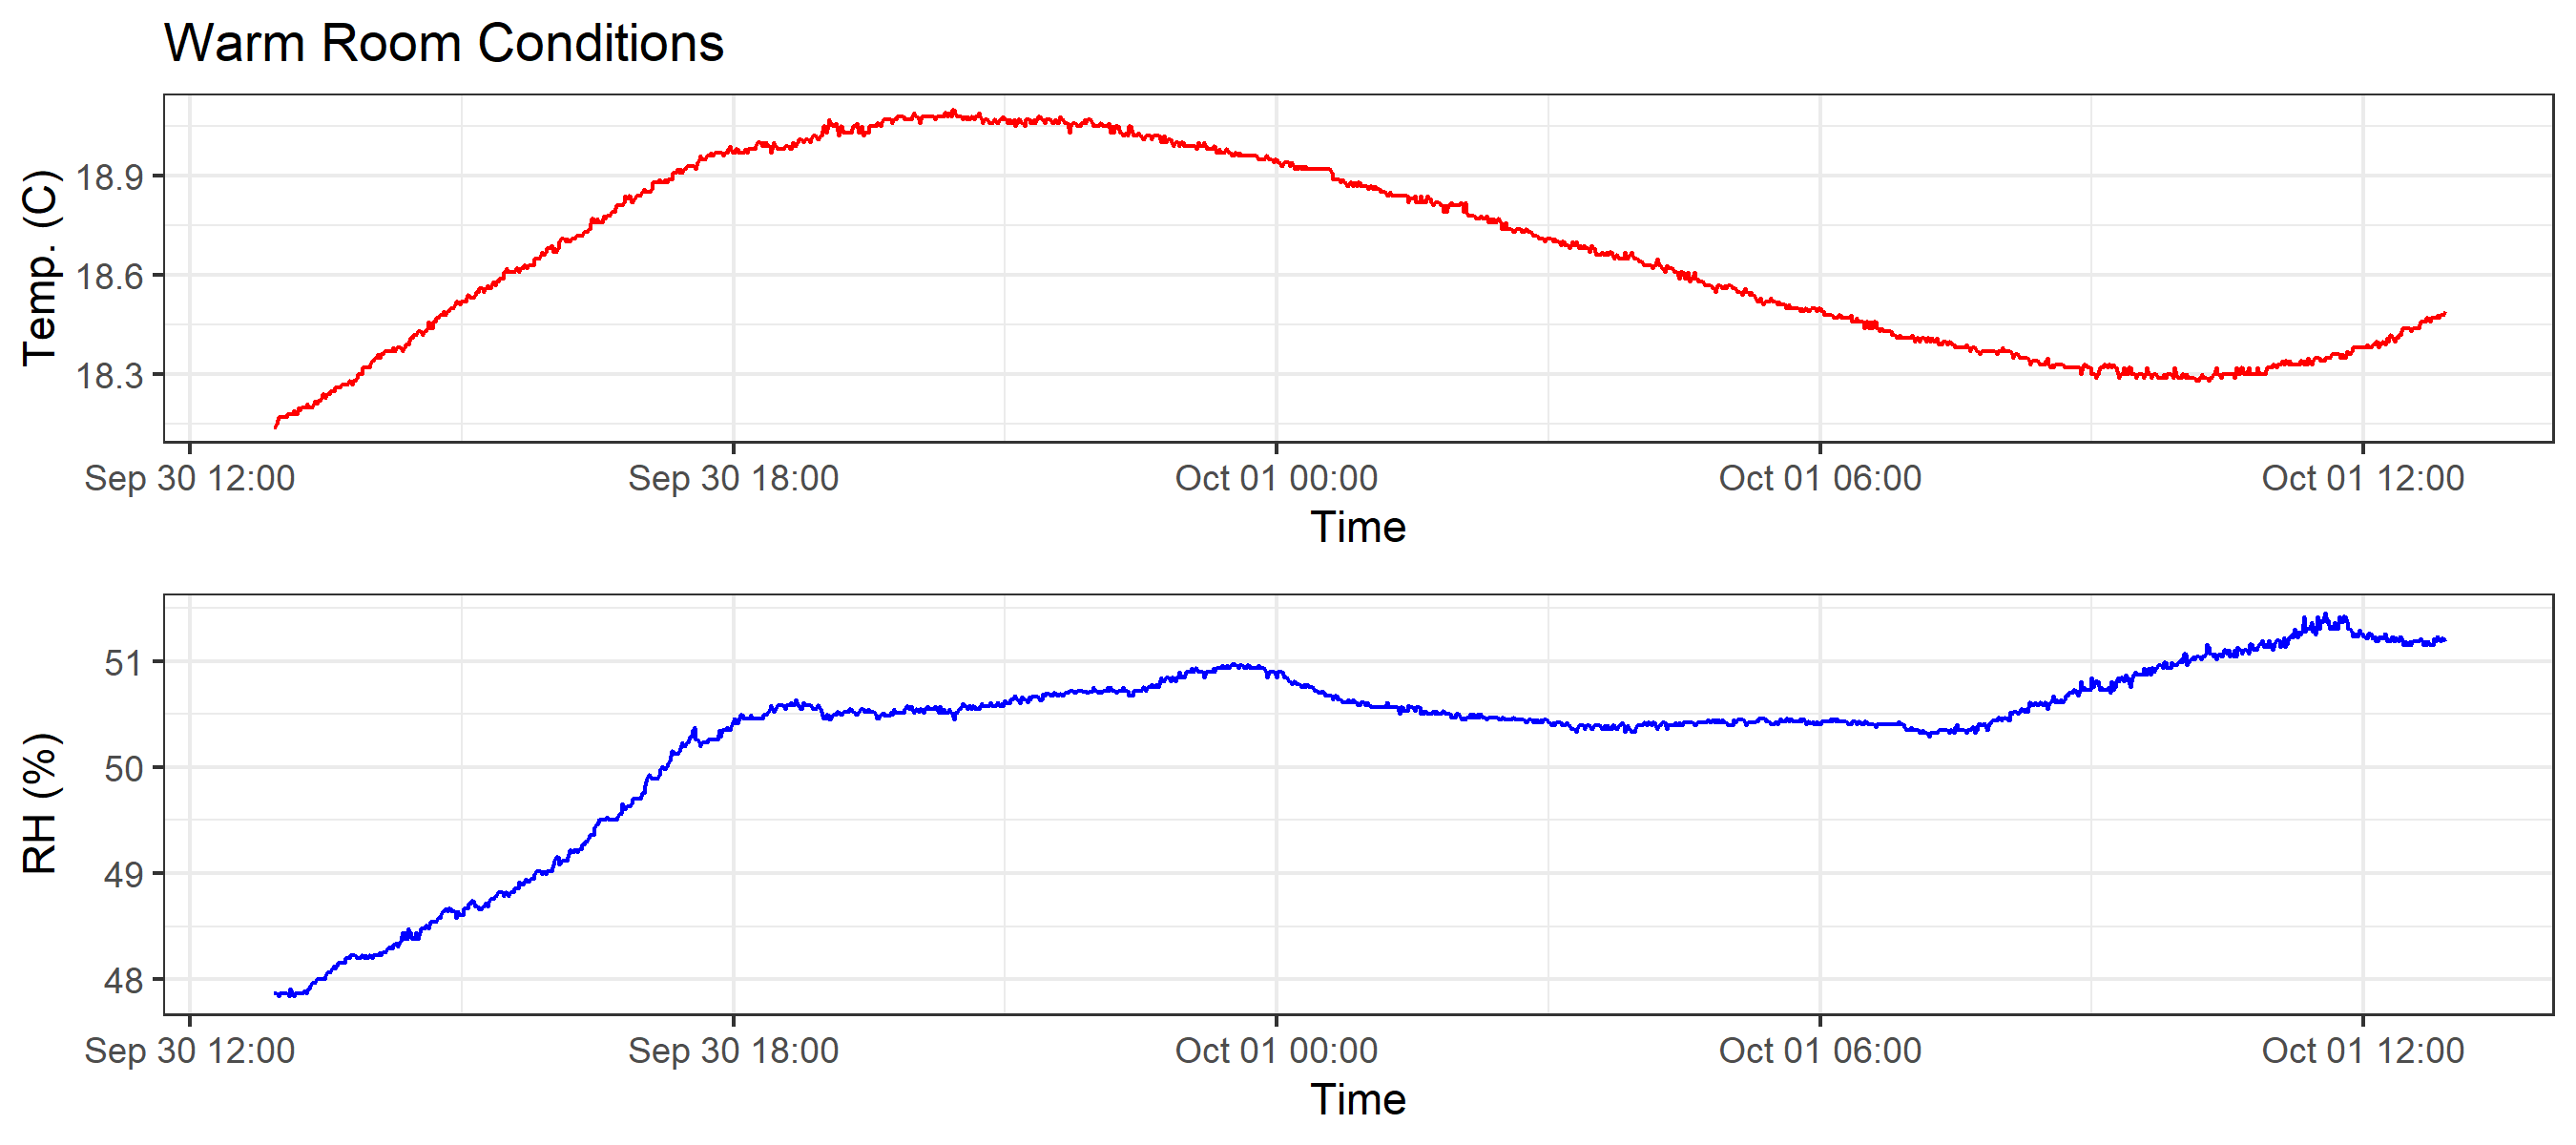 Warm Room Conditions
Temp. (C)
18.9
18.6
18.3
Sep 30 12:00 Sep 30 18:00 Oct 01 00:00 Oct 01 06:00 Oct 01 12:00
Time
RH (%)
51
50
49
48
Sep 30 12:00 Sep 30 18:00 Oct 01 00:00 Oct 01 06:00 Oct 01 12:00
Time